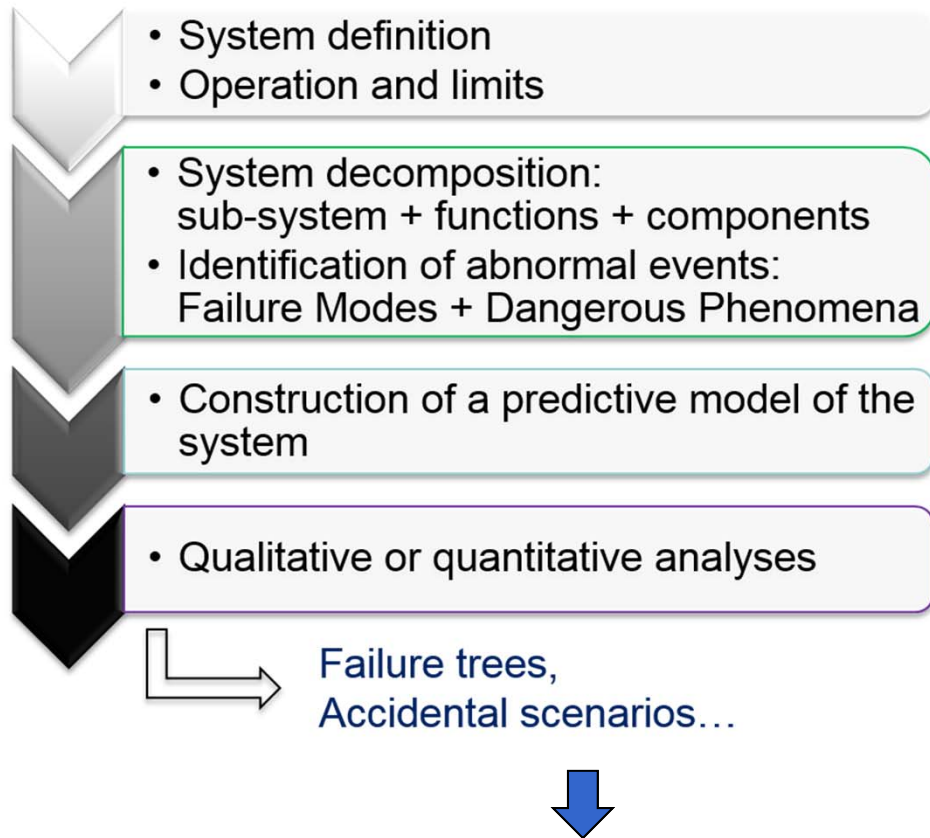 • System definition
• Operation and limits
• System decomposition:
sub-system + functions + components
• Identification of abnormal events:
Failure Modes + Dangerous Phenomena
• Construction of a predictive model of the
system
• Qualitative or quantitative analyses
Failure trees,
Accidental scenarios…